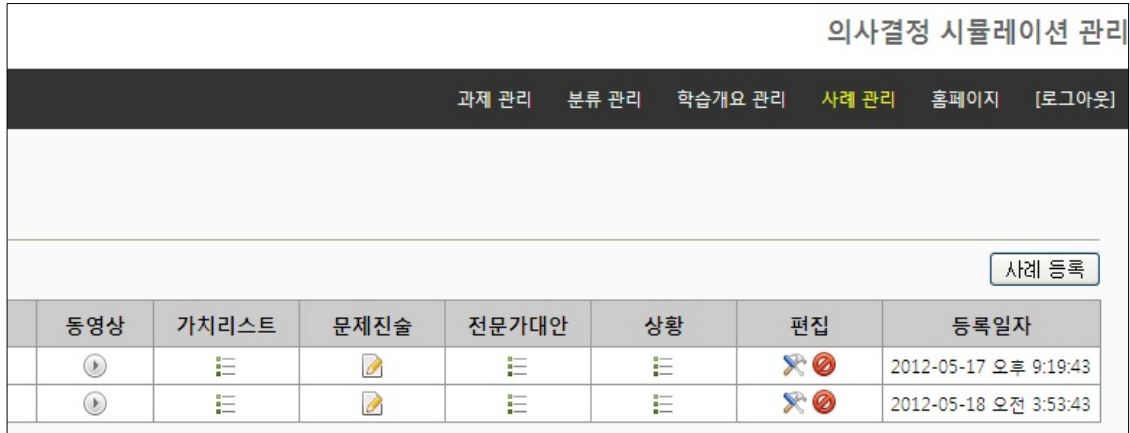 의사결정 시뮬레이션 관리
과제 관리 분류 관리 학습개요 관리 사례 관리 홈페이지 [로그아웃]
사례 등록
동영상 가치리스트 문제진술 전문가대안 상황 편집 등록일자
2012-05-17 오후 9:19:43
2012-05-18 오전 3:53:43